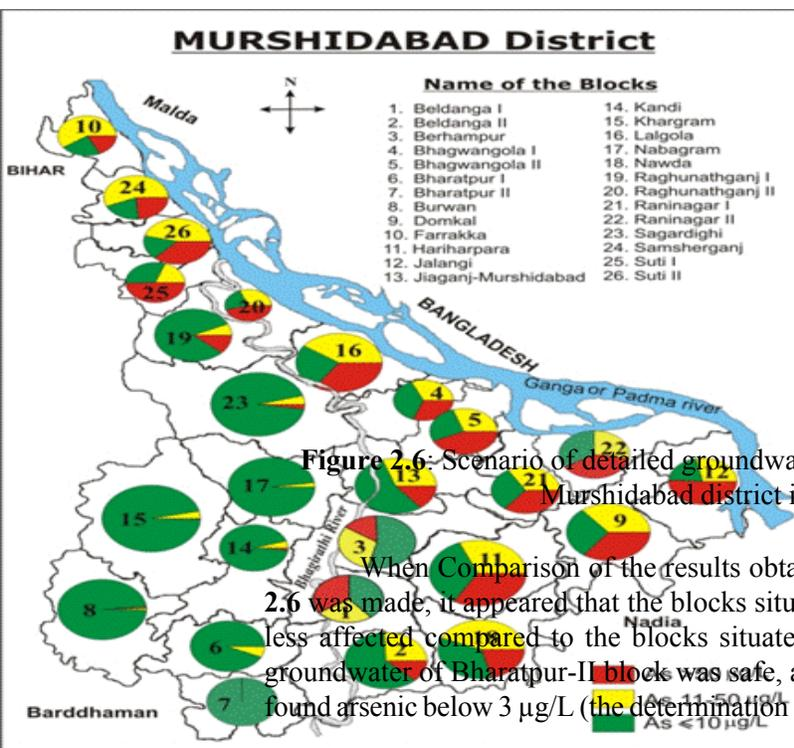 MURSHIDABAD District
N
Name of the Blocks
1. Beldanga I
2. Beldanga II
3. Berhampur
4. Bhagwangola I
5. Bhagwangola II
6. Bharatpur I
7. Bharatpur II
8. Burwan
9. Domkal
10. Farrakka
11. Hariharpara
12. Jalangi
13. Jiaganj-Murshidabad
14. Kandi
15. Khargram
16. Lalgola
17. Nabagram
18. Nawda
19. Raghunathganj I
20. Raghunathganj II
21. Raninagar I
22. Raninagar II
23. Sagardighi
24. Samsherganj
25. Suti I
26. Suti II
Malda
BIHAR
10
24
26
25
20
19
16
BANGLADESH
Ganga or Padma river
23
4
5
22
Figure 2.6: Scenario of detailed groundwa
13
21
12
17
Murshidabad district i
15
9
14
3
Bhagirathi River
11
When Comparison of the results obta
8
1
2.6 was made, it appeared that the blocks situ
Nadia
less affected compared to the blocks situate
6
2
groundwater of Bharatpur-II block was safe, a
7
As 11-50 µg/L
found arsenic below 3 µg/L (the determination
Barddhaman
As <10 µg/L